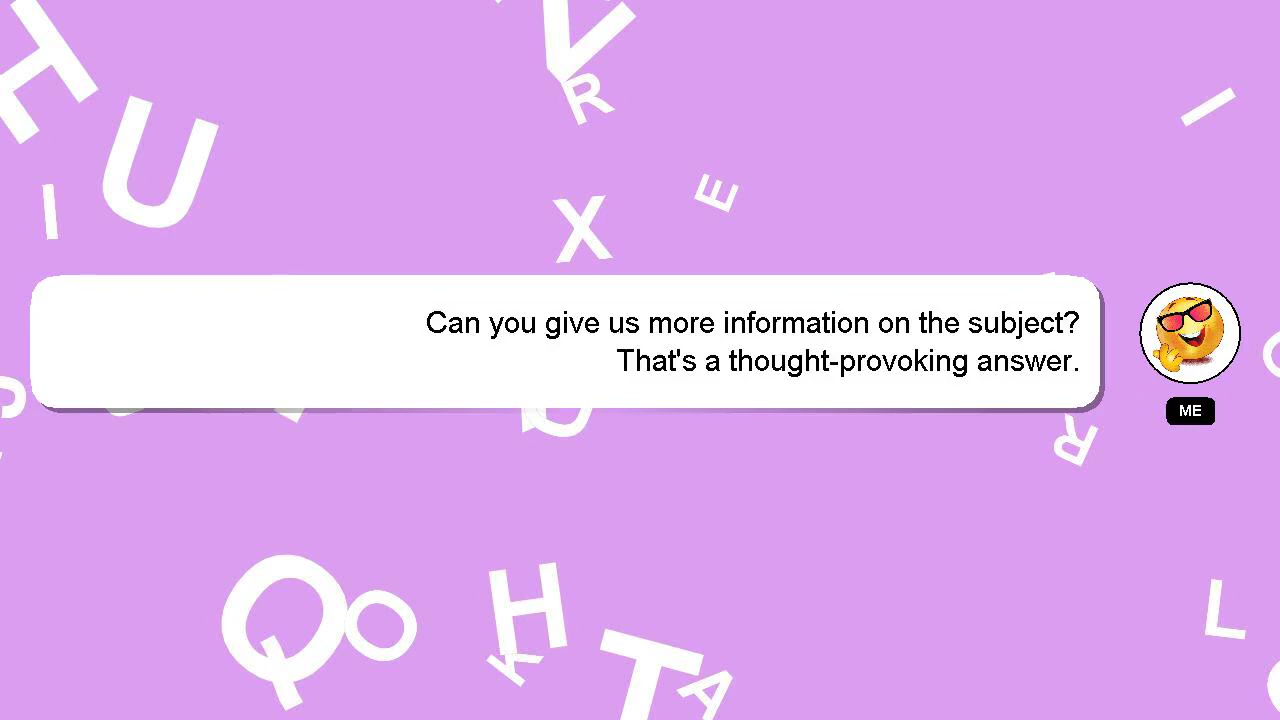 H
U
I
V
R
E
X
I
Can you give us more information on the subject?
That's a thought-provoking answer.
ME
R
Q
O
H
K
T
A
L